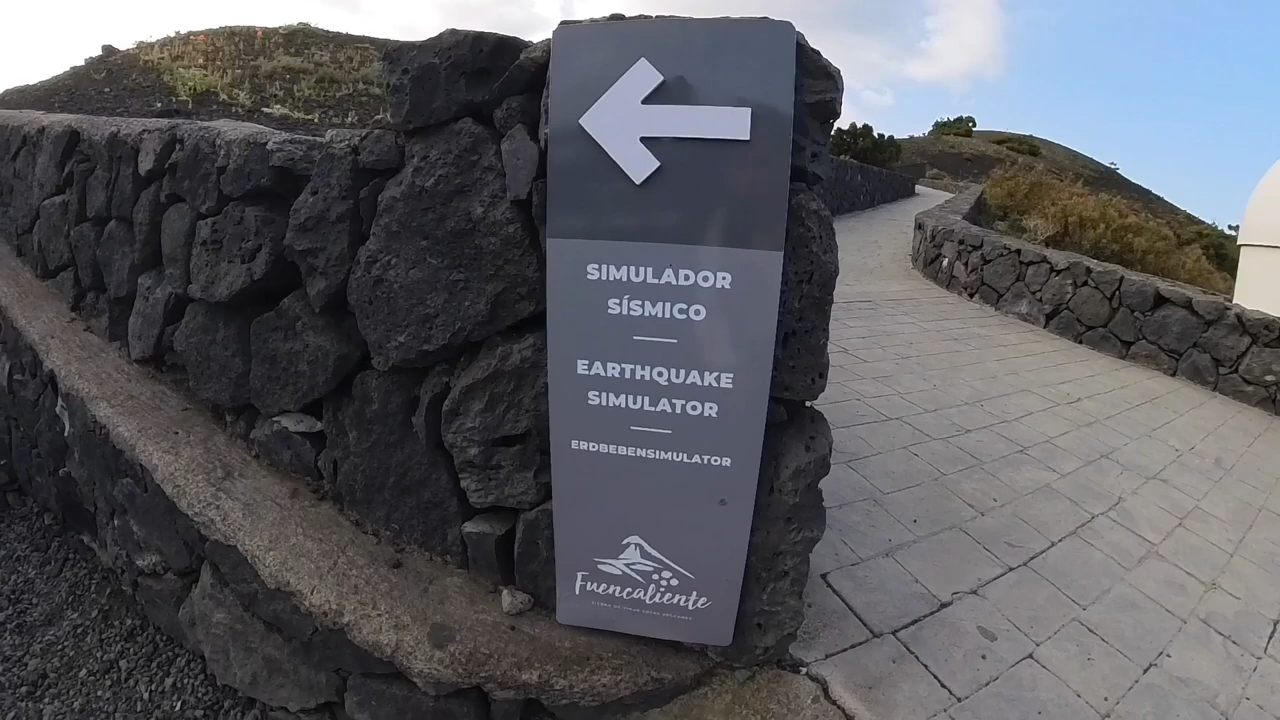 SIMULADOR
SÍSMICO
EARTHQUAKE
SIMULATOR
ERDBEBENSIMULATOR
Fuencaliente